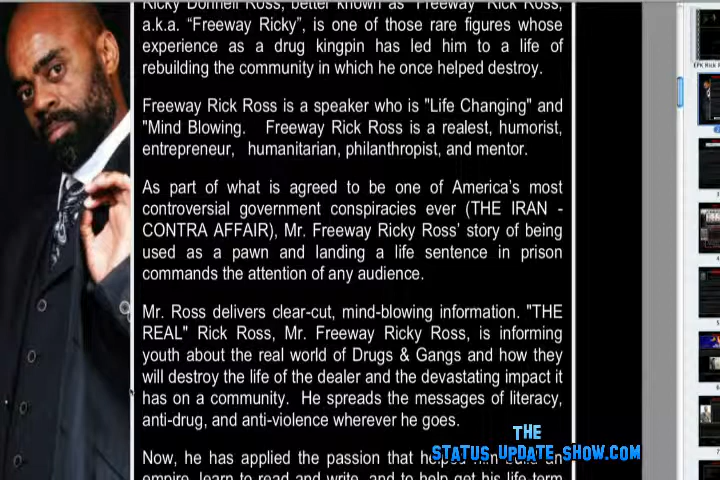 Ricky Donnell Ross, better known as "Freeway" Rick Ross,
a.k.a. “Freeway Ricky”, is one of those rare figures whose
experience as a drug kingpin has led him to a life of
rebuilding the community in which he once helped destroy.
Freeway Rick Ross is a speaker who is "Life Changing" and
"Mind Blowing. Freeway Rick Ross is a realest, humorist,
entrepreneur, humanitarian, philanthropist, and mentor.
As part of what is agreed to be one of America’s most
controversial government conspiracies ever (THE IRAN -
CONTRA AFFAIR), Mr. Freeway Ricky Ross’ story of being
used as a pawn and landing a life sentence in prison
commands the attention of any audience.
Mr. Ross delivers clear-cut, mind-blowing information. "THE
REAL" Rick Ross, Mr. Freeway Ricky Ross, is informing
youth about the real world of Drugs & Gangs and how they
will destroy the life of the dealer and the devastating impact it
has on a community. He spreads the messages of literacy,
anti-drug, and anti-violence wherever he goes.
Now, he has applied the passion that helped him build an
empire, learn to read and write, and to help get his life term
THE
STATUS-UPDATE-SHOW.COM
EPK Rick